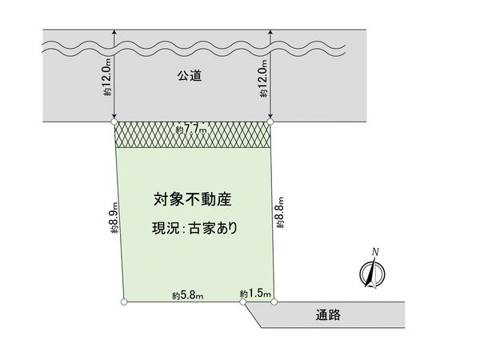 約12.0m
約12.0m
公道
約7.7m
対象不動産
現況：古家あり
約8.9m
約8.8m
約5.8m
約1.5m
N
通路